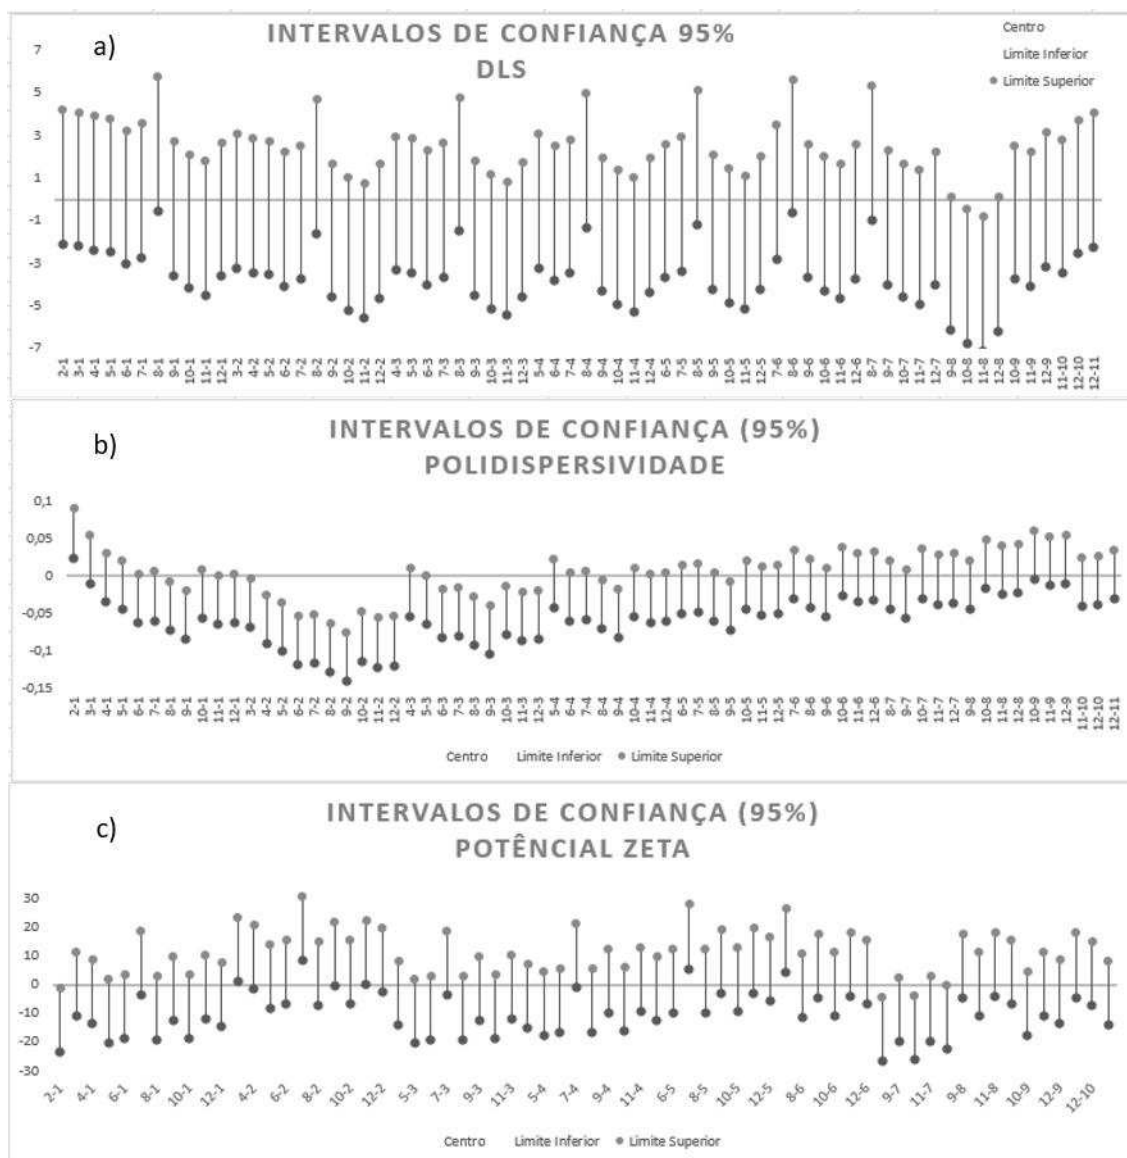 a)
INTERVALOS DE CONFIANÇA 95%
DLS
Centro
Limite Inferior
Limite Superior
7
5
3
1
-1
-3
-5
-7
2-1 3-1 4-1 5-1 6-1 7-1 8-1 9-1 10-1 11-1 12-1 3-2 4-2 5-2 6-2 7-2 8-2 9-2 10-2 11-2 12-2 4-3 5-3 6-3 7-3 8-3 9-3 10-3 11-3 12-3 5-4 6-4 7-4 8-4 9-4 10-4 11-4 12-4 6-5 7-5 8-5 9-5 10-5 11-5 12-5 7-6 8-6 9-6 10-6 11-6 12-6 8-7 9-7 10-7 11-7 12-7 9-8 10-8 11-8 12-8 10-9 11-9 12-9 11-10 12-10 12-11
b)
INTERVALOS DE CONFIANÇA (95%)
POLIDISPERSIVIDADE
0,1
0,05
0
-0,05
-0,1
-0,15
2-1 3-1 4-1 5-1 6-1 7-1 8-1 9-1 10-1 11-1 12-1 3-2 4-2 5-2 6-2 7-2 8-2 9-2 10-2 11-2 12-2 4-3 5-3 6-3 7-3 8-3 9-3 10-3 11-3 12-3 5-4 6-4 7-4 8-4 9-4 10-4 11-4 12-4 6-5 7-5 8-5 9-5 10-5 11-5 12-5 7-6 8-6 9-6 10-6 11-6 12-6 8-7 9-7 10-7 11-7 12-7 9-8 10-8 11-8 12-8 10-9 11-9 12-9 11-10 12-10 12-11
Centro Limite Inferior Limite Superior
c)
INTERVALOS DE CONFIANÇA (95%)
POTÊNCIAL ZETA
30
20
10
0
-10
-20
-30
2-1 4-1 6-1 8-1 10-1 12-1 4-2 6-2 8-2 10-2 12-2 5-3 7-3 9-3 11-3 5-4 7-4 9-4 11-4 6-5 8-5 10-5 12-5 8-6 10-6 12-6 9-7 11-7 9-8 11-8 10-9 12-9 12-10
Centro Limite Inferior Limite Superior